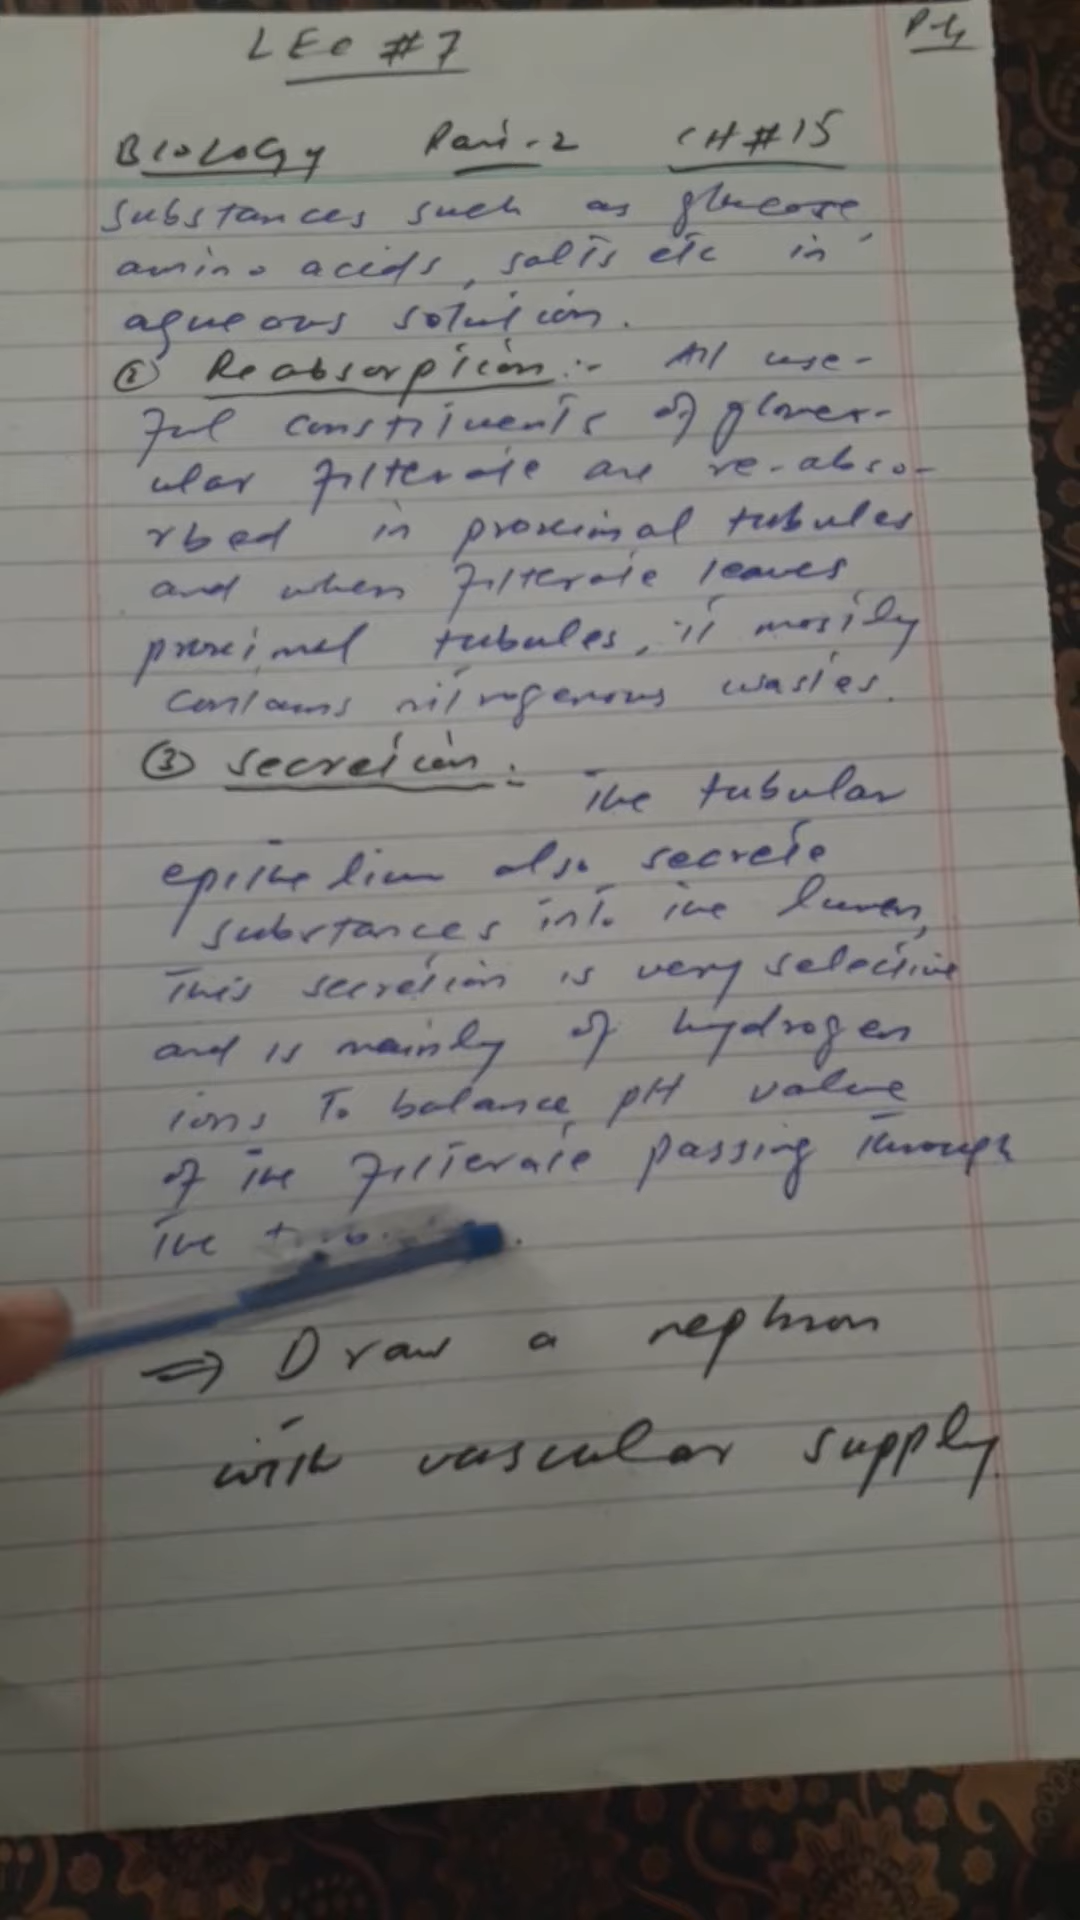 LEC #7
P-4
BIOLOGY Part-2 CH#15
substances such as glucose
amino acids, salts etc in
aqueous solution.
② Reabsorption:- All use-
ful constituents of glomer-
ular filterate are re-abso-
rbed in proximal tubules
and when filterate leaves
proximal tubules, it mostly
contains nitrogenous wastes.
③ secretion:-
The tubular
epithelium also secrete
substances into the lumen,
This secretion is very selective
and is mainly of hydrogen
ions To balance pH value
of the filterate passing through
the
⇒ Draw a nephron
with vascular supply